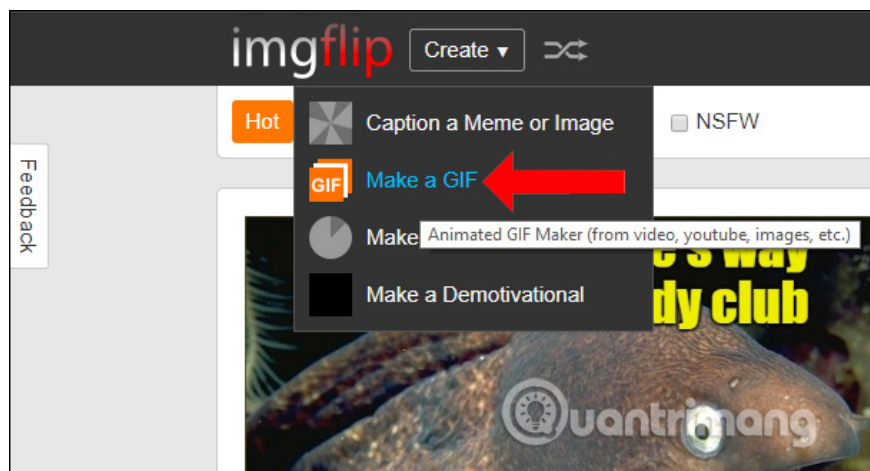 imgflip Create ▾
Hot
Caption a Meme or Image
NSFW
Feedback
GIF Make a GIF
Make
Animated GIF Maker (from video, youtube, images, etc.)
Make a Demotivational
way
dy club
Quantrimang